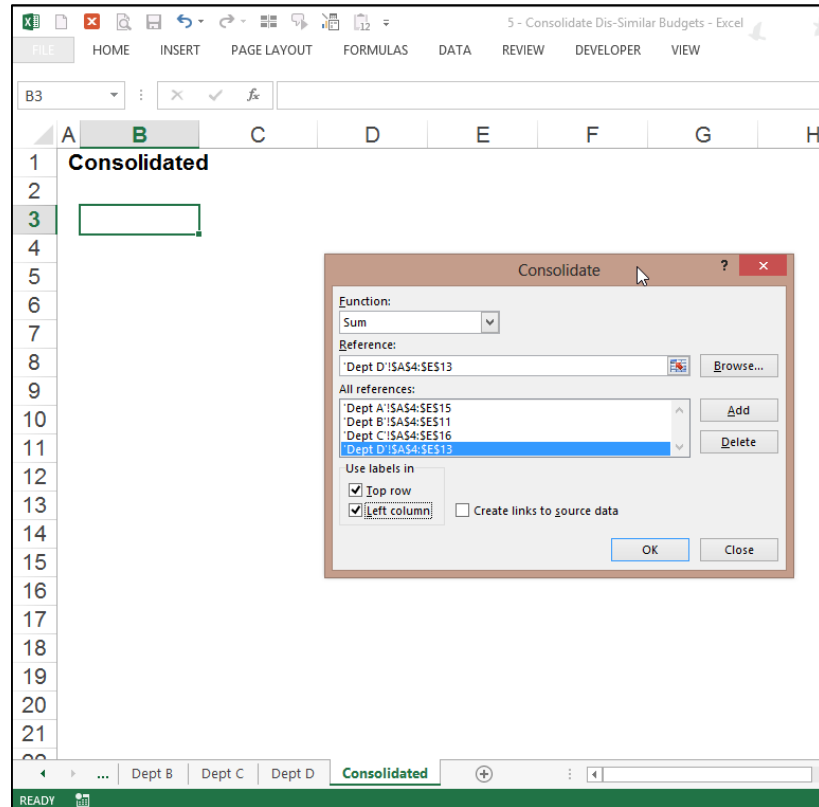 5 - Consolidate Dis-Similar Budgets - Excel
FILE HOME INSERT PAGE LAYOUT FORMULAS DATA REVIEW DEVELOPER VIEW
B3 fx
A B C D E F G H
1 Consolidated
2
3
4
5
6
7
8
9
10
11
12
13
14
15
16
17
18
19
20
21
22
Consolidate ? ×
Function:
Sum
Reference:
'Dept D'!$A$4:$E$13 Browse...
All references:
'Dept A'!$A$4:$E$15 Add
'Dept B'!$A$4:$E$11
'Dept C'!$A$4:$E$16 Delete
'Dept D'!$A$4:$E$13
Use labels in
Top row
Left column Create links to source data
OK Close
... Dept B Dept C Dept D Consolidated
READY